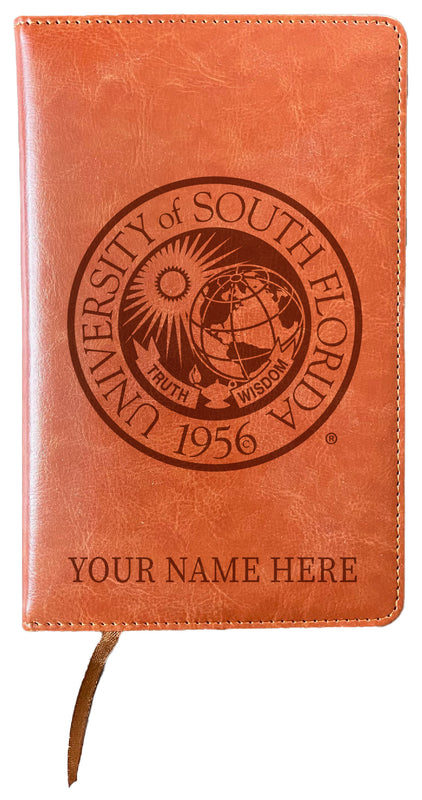 UNIVERSITY of SOUTH FLORIDA
TRUTH WISDOM
1956
C
®
YOUR NAME HERE